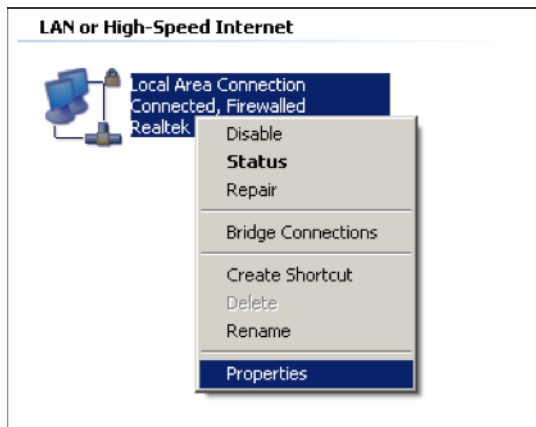 LAN or High-Speed Internet
Local Area Connection
Connected, Firewalled
Realtek
Disable
Status
Repair
Bridge Connections
Create Shortcut
Delete
Rename
Properties